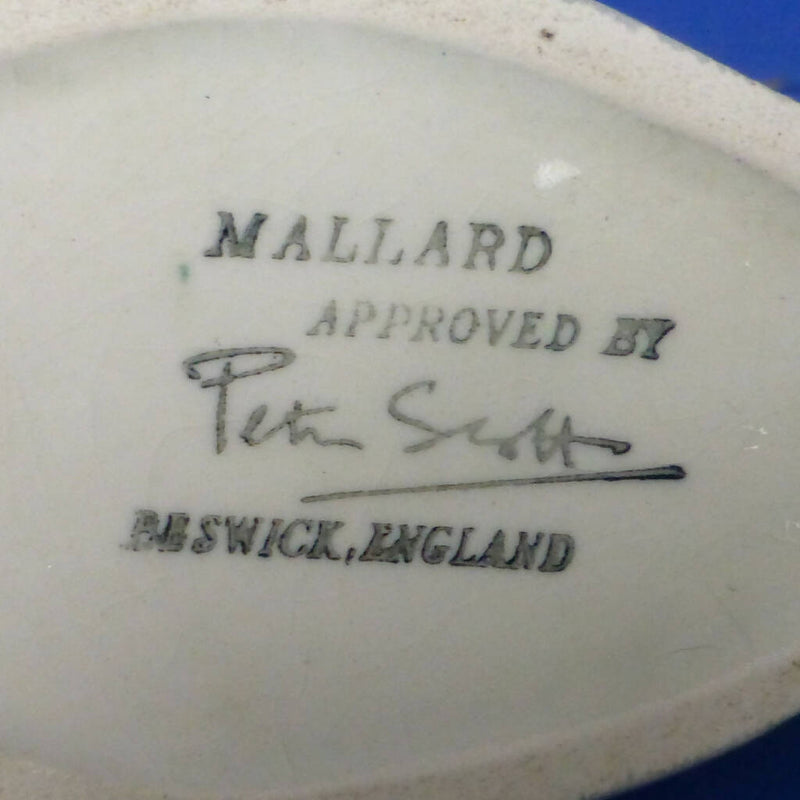 MALLARD
APPROVED BY
Peter Scott
BESWICK, ENGLAND